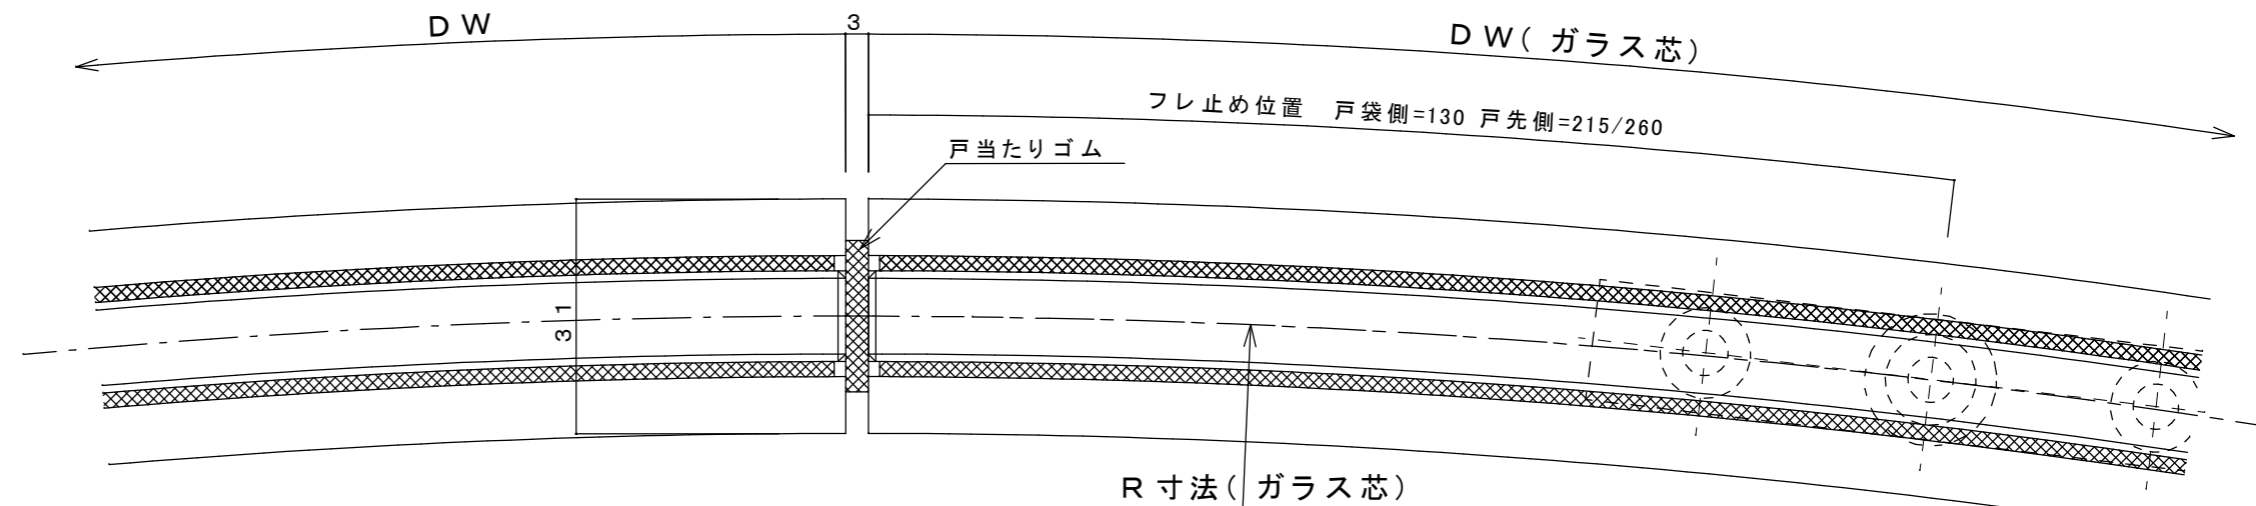 DW
3
DW(ガラス芯)
フレ止め位置 戸袋側=130 戸先側=215/260
戸当たりゴム
31
R寸法(ガラス芯)